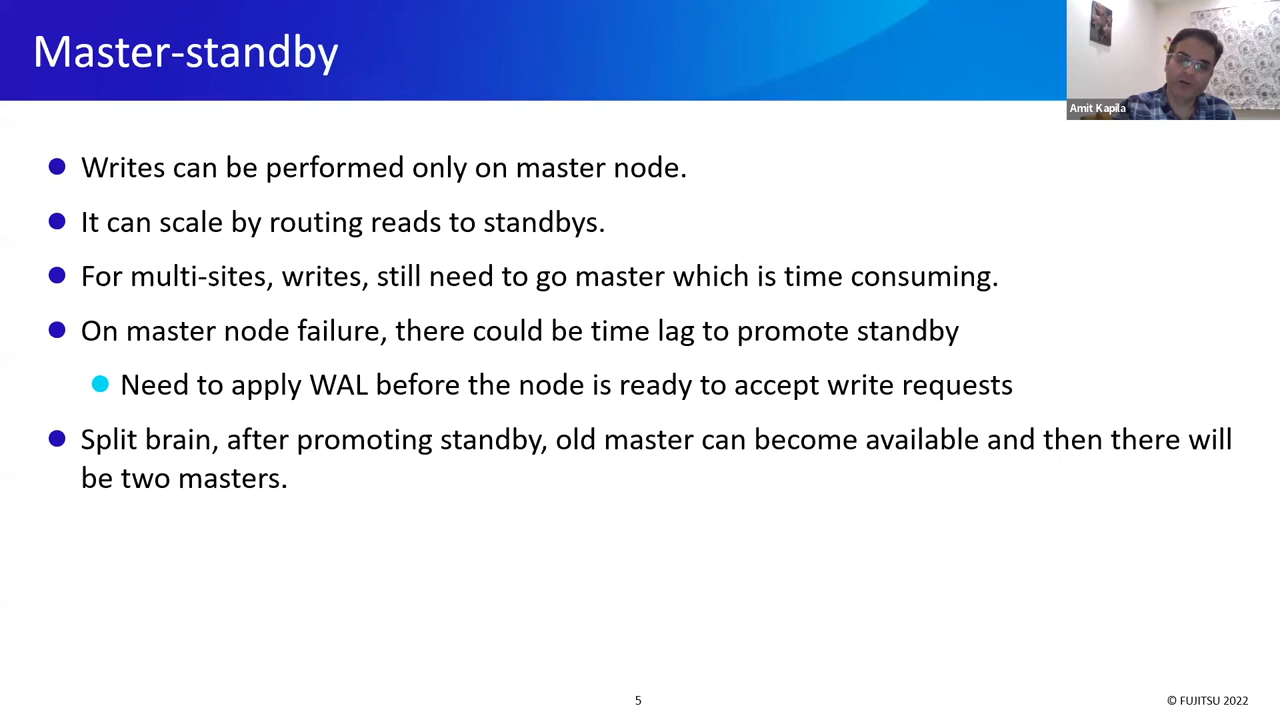 Master-standby
Amit Kapila
Writes can be performed only on master node.
It can scale by routing reads to standbys.
For multi-sites, writes, still need to go master which is time consuming.
On master node failure, there could be time lag to promote standby
Need to apply WAL before the node is ready to accept write requests
Split brain, after promoting standby, old master can become available and then there will
be two masters.
5
© FUJITSU 2022